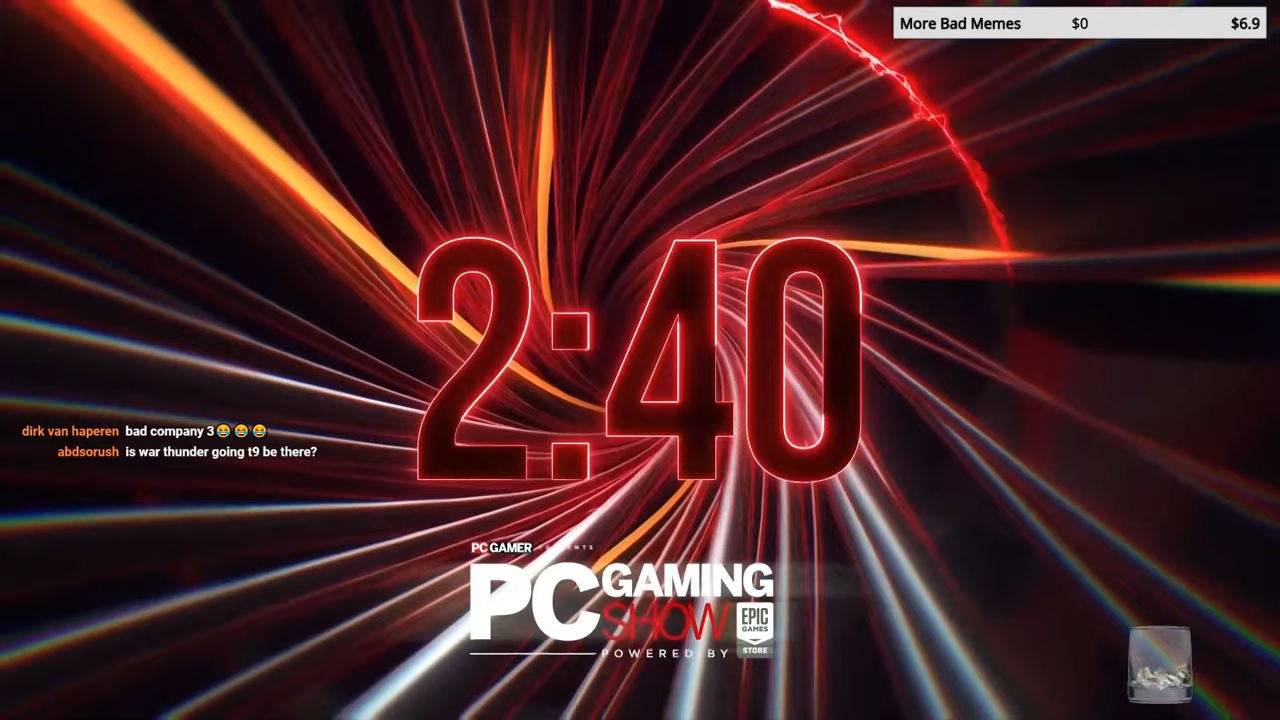 More Bad Memes $0 $6.9
2:40
dirk van haperen bad company 3😂😂😂
abdsorush is war thunder going t9 be there?
PC GAMER
PC GAMING
SHOW
EPIC
GAMES
STORE
POWERED BY